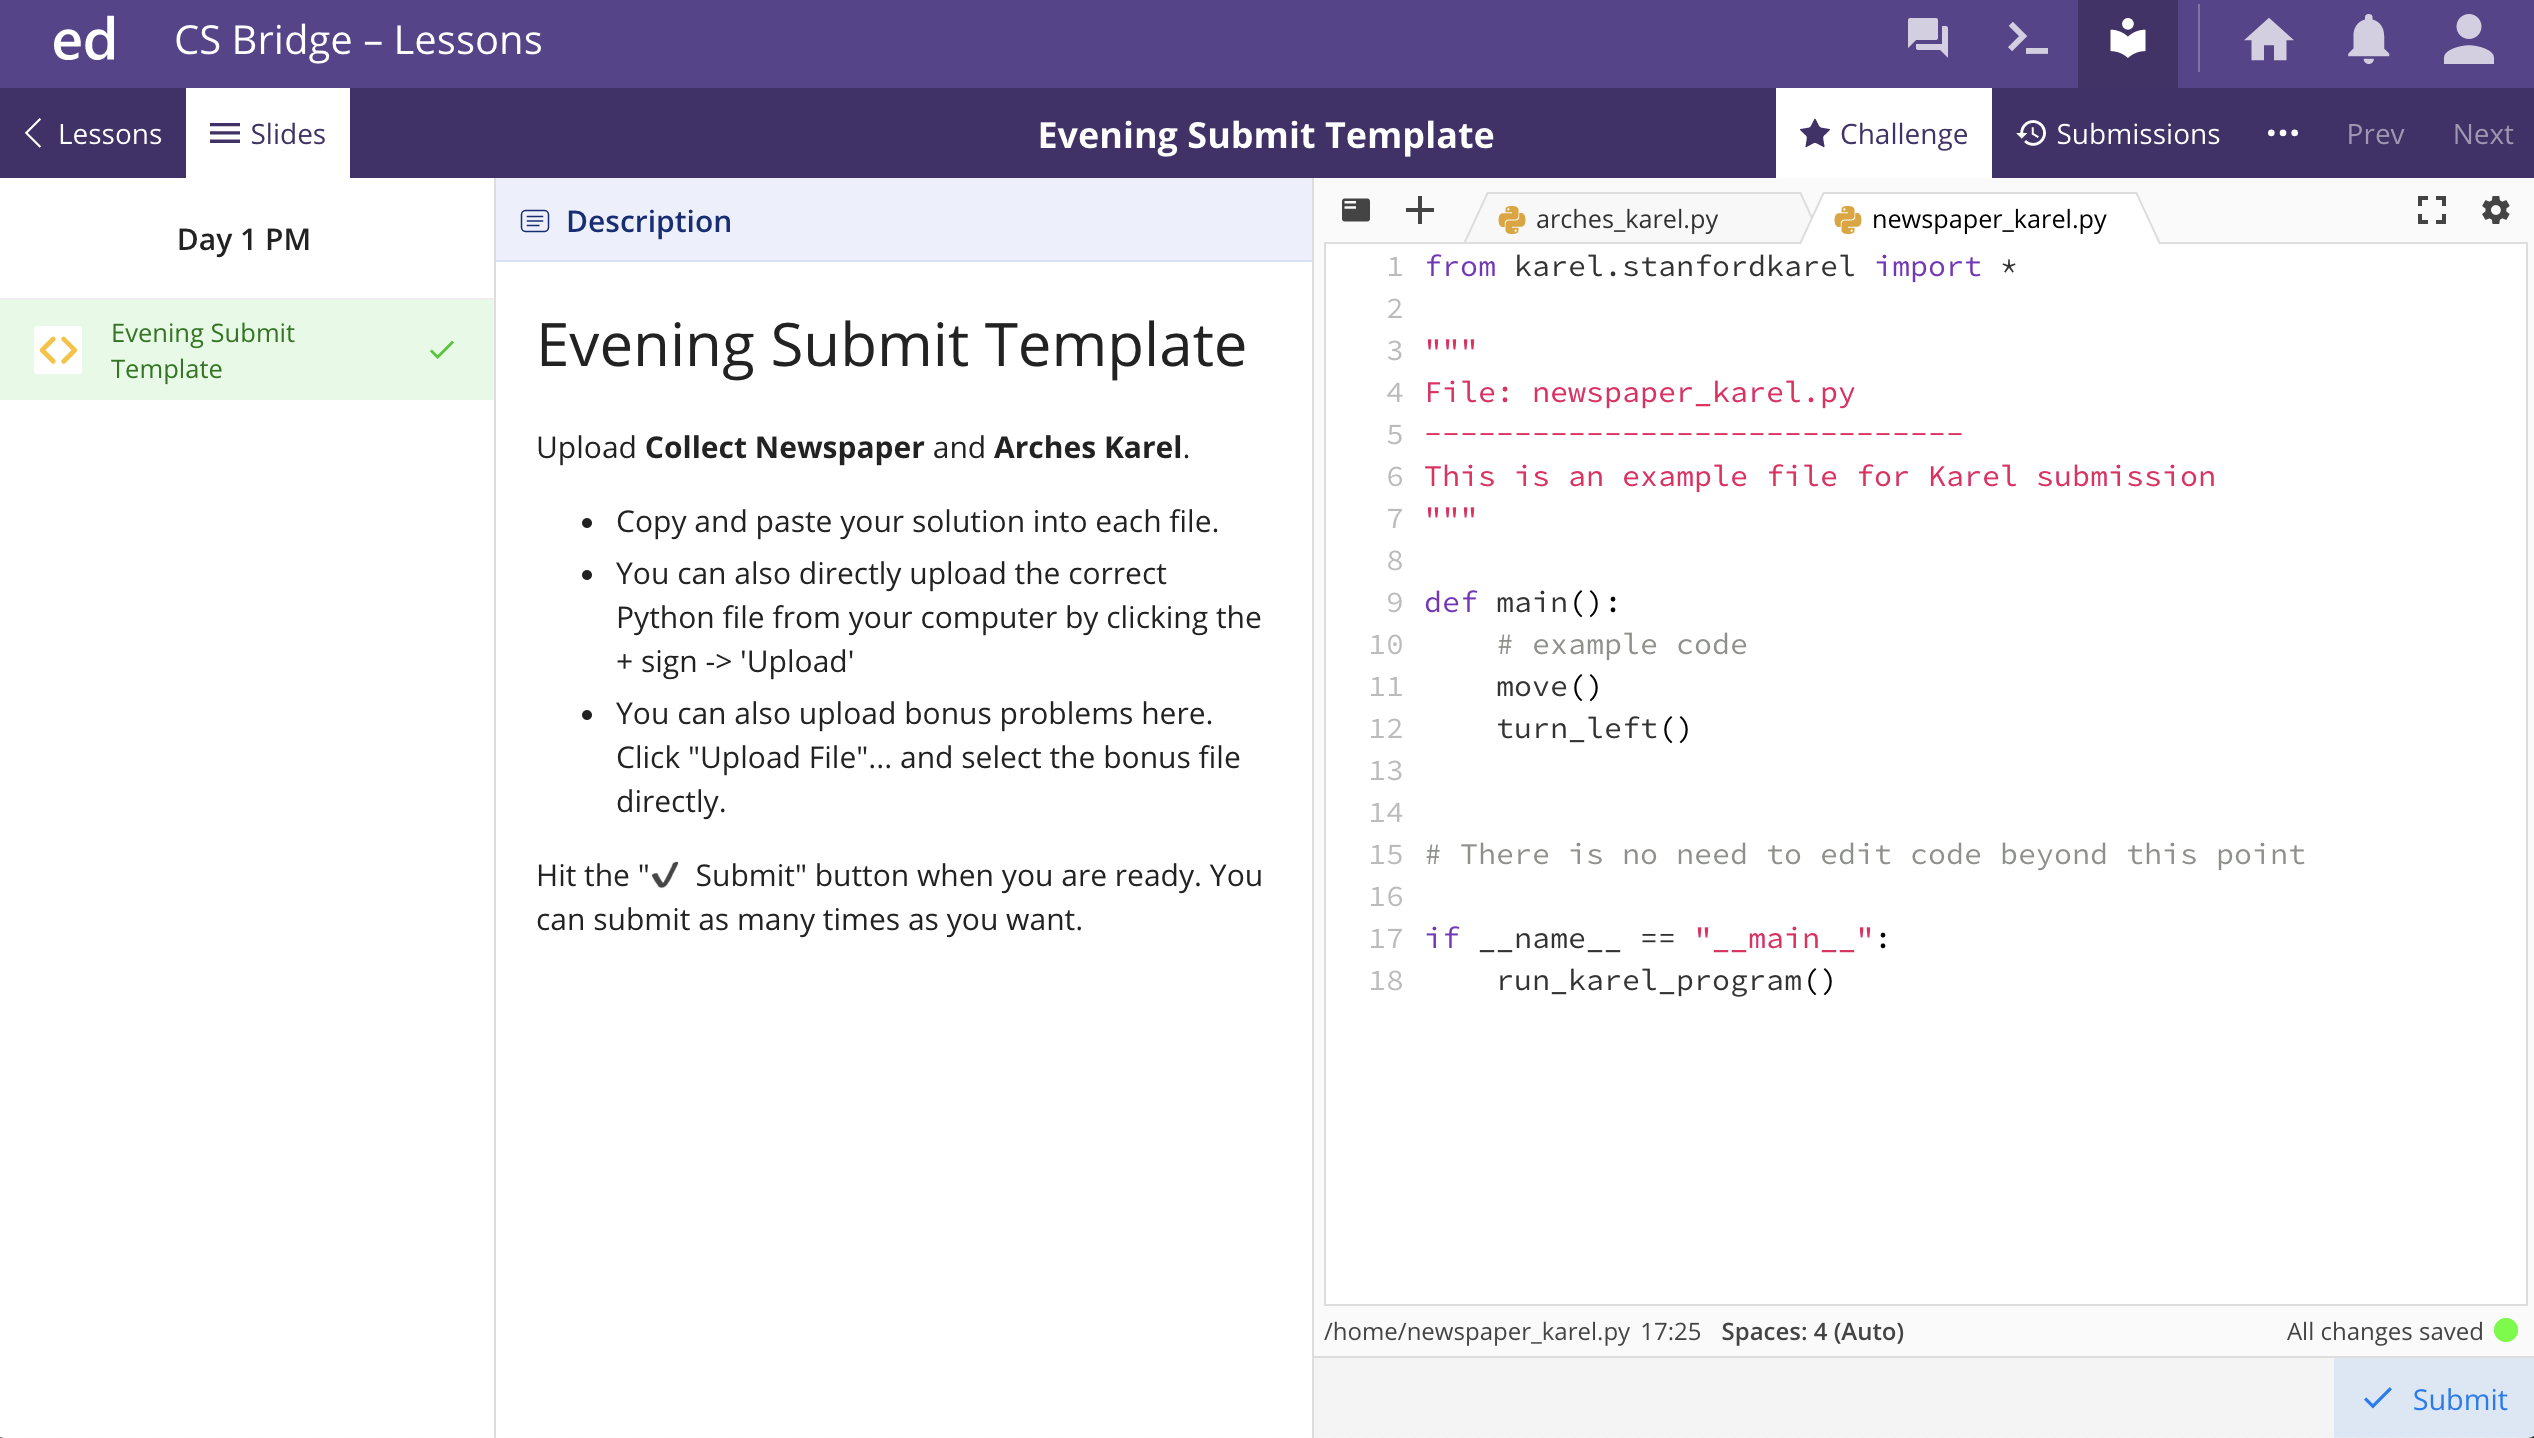 ed CS Bridge – Lessons
Lessons Slides Evening Submit Template Challenge Submissions Prev Next
Day 1 PM
Evening Submit
Template
Description
Evening Submit Template
Upload Collect Newspaper and Arches Karel.
• Copy and paste your solution into each file.
• You can also directly upload the correct
Python file from your computer by clicking the
+ sign -> 'Upload'
• You can also upload bonus problems here.
Click "Upload File"... and select the bonus file
directly.
Hit the "✔ Submit" button when you are ready. You
can submit as many times as you want.
arches_karel.py newspaper_karel.py
1 from karel.stanfordkarel import *
2
3 """
4 File: newspaper_karel.py
5 ------------------------------
6 This is an example file for Karel submission
7 """
8
9 def main():
10     # example code
11     move()
12     turn_left()
13
14
15 # There is no need to edit code beyond this point
16
17 if __name__ == "__main__":
18     run_karel_program()
/home/newspaper_karel.py 17:25 Spaces: 4 (Auto) All changes saved
Submit